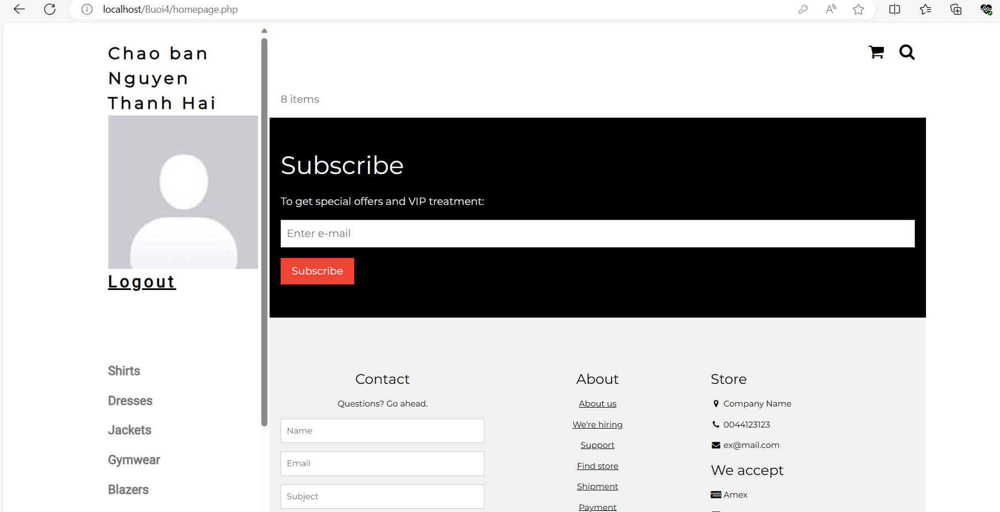 localhost/Buoi4/homepage.php
Chao ban
Nguyen
Thanh Hai
Logout
Shirts
Dresses
Jackets
Gymwear
Blazers
8 items
Subscribe
To get special offers and VIP treatment:
Enter e-mail
Subscribe
Contact
Questions? Go ahead.
Name
Email
Subject
About
About us
We're hiring
Support
Find store
Shipment
Payment
Store
Company Name
0044123123
ex@mail.com
We accept
Amex